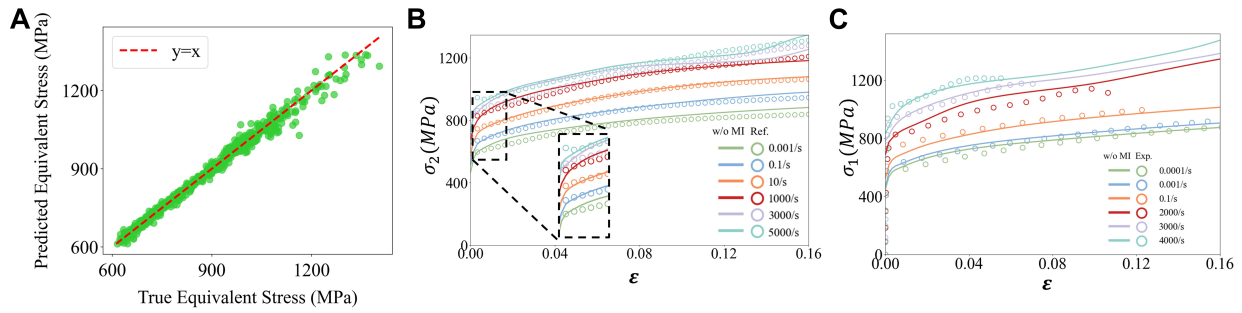 A
Predicted Equivalent Stress (MPa)
1200
900
600
y=x
600 900 1200
True Equivalent Stress (MPa)
B
σ₂(MPa)
1200
800
400
0
w/o MI Ref.
0.001/s
0.1/s
10/s
1000/s
3000/s
5000/s
0.00 0.04 0.08 0.12 0.16
ε
C
σ₁(MPa)
1200
800
400
0
w/o MI Exp.
0.0001/s
0.001/s
0.1/s
2000/s
3000/s
4000/s
0.00 0.04 0.08 0.12 0.16
ε